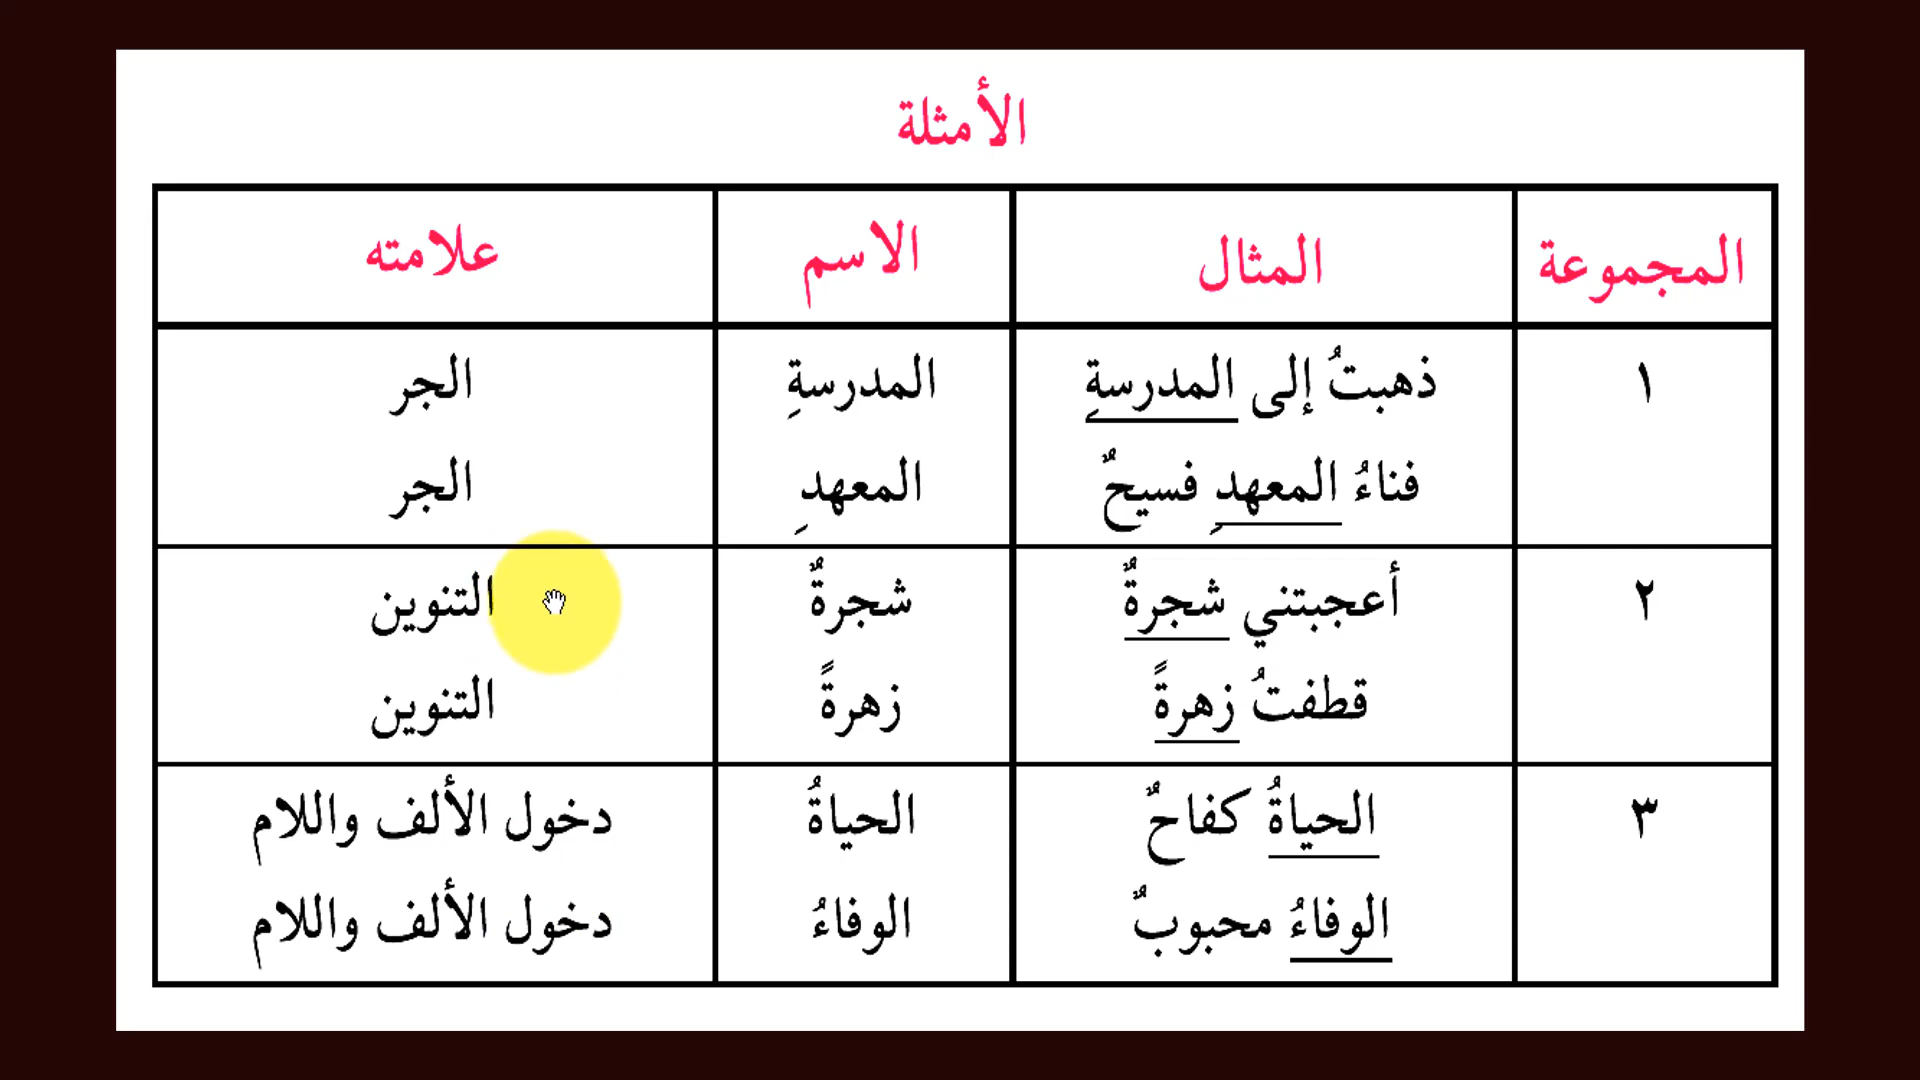 الأمثلة
المجموعة المثال الاسم علامته
١ ذهبتُ إلى المدرسةِ المدرسةِ الجر
فناءُ المعهدِ فسيحٌ المعهدِ الجر
٢ أعجبتني شجرةٌ شجرةٌ التنوين
قطفتُ زهرةً زهرةً التنوين
٣ الحياةُ كفاحٌ الحياةُ دخول الألف واللام
الوفاءُ محبوبٌ الوفاءُ دخول الألف واللام